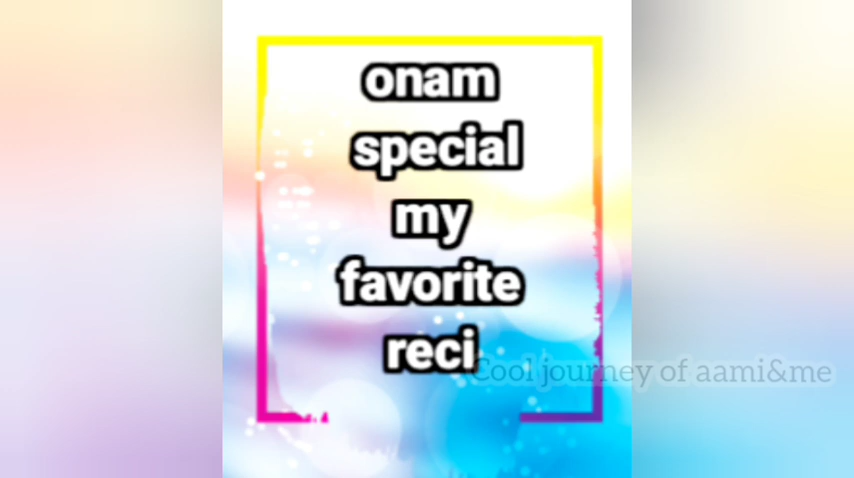 onam
special
my
favorite
reci
Cool journey of aami&me